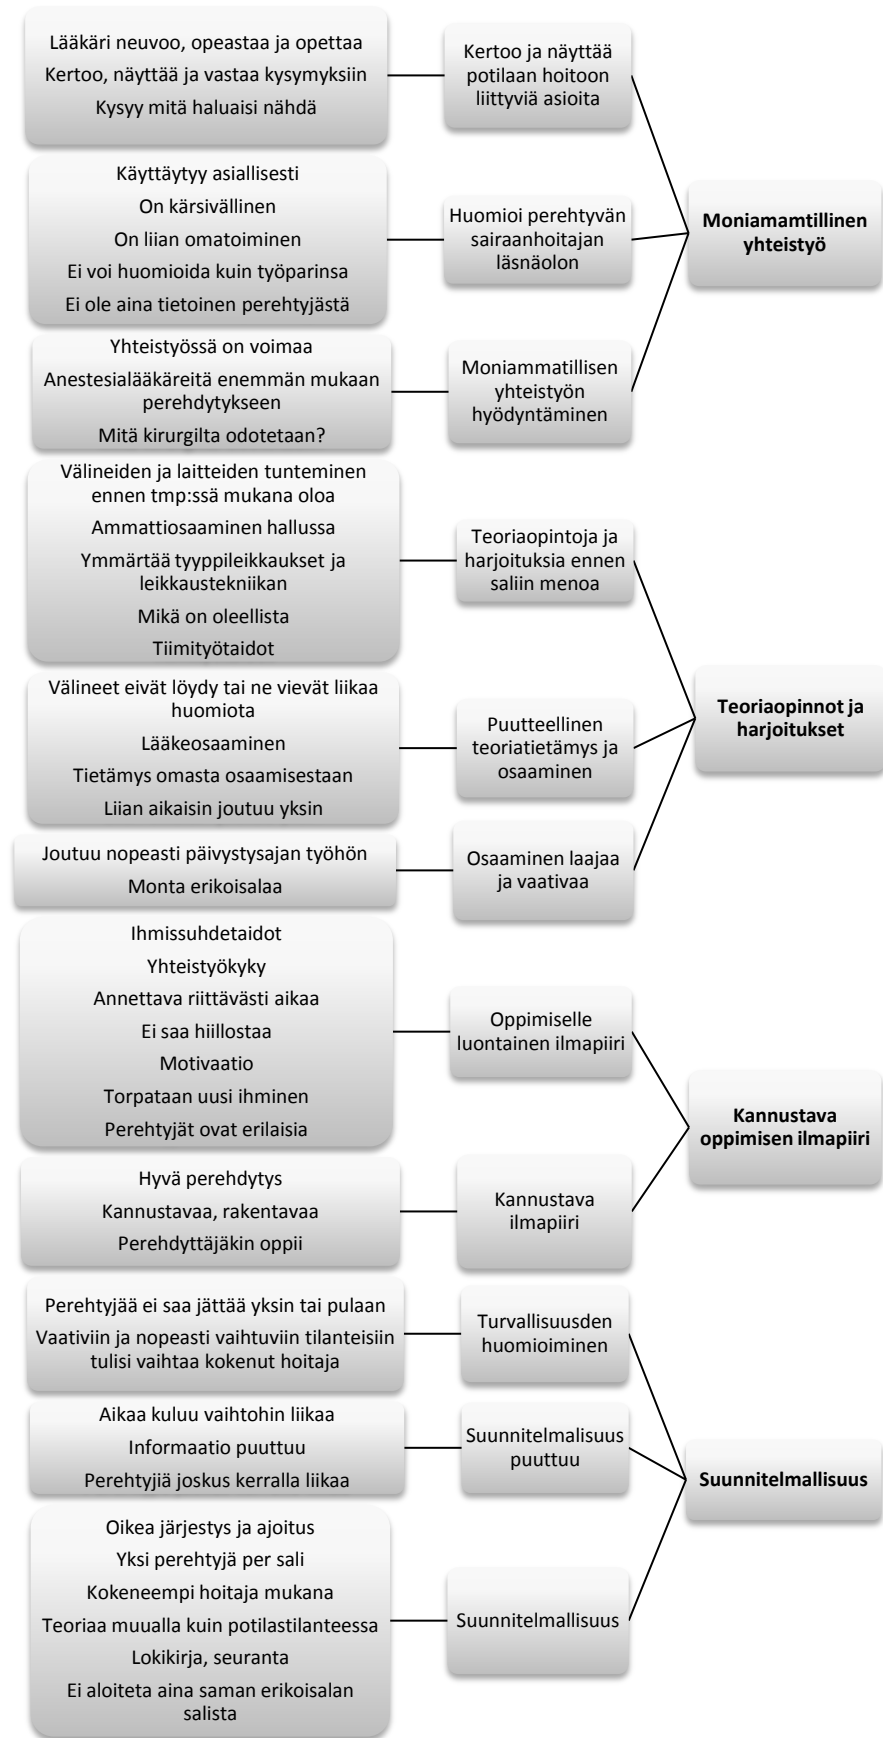 Lääkäri neuvoo, opeastaa ja opettaa
Kertoo, näyttää ja vastaa kysymyksiin
Kysyy mitä haluaisi nähdä
Kertoo ja näyttää
potilaan hoitoon
liittyviä asioita
Käyttäytyy asiallisesti
On kärsivällinen
On liian omatoiminen
Ei voi huomioida kuin työparinsa
Ei ole aina tietoinen perehtyjästä
Huomioi perehtyvän
sairaanhoitajan
läsnäolon
Moniamamtillinen
yhteistyö
Yhteistyössä on voimaa
Anestesialääkäreitä enemmän mukaan
perehdytykseen
Mitä kirurgilta odotetaan?
Moniammatillisen
yhteistyön
hyödyntäminen
Välineiden ja laitteiden tunteminen
ennen tmp:ssä mukana oloa
Ammattiosaaminen hallussa
Ymmärtää tyyppileikkaukset ja
leikkaustekniikan
Mikä on oleellista
Tiimityötaidot
Teoriaopintoja ja
harjoituksia ennen
saliin menoa
Välineet eivät löydy tai ne vievät liikaa
huomiota
Lääkeosaaminen
Tietämys omasta osaamisestaan
Liian aikaisin joutuu yksin
Puutteellinen
teoriatietämys ja
osaaminen
Teoriaopinnot ja
harjoitukset
Joutuu nopeasti päivystysajan työhön
Monta erikoisalaa
Osaaminen laajaa
ja vaativaa
Ihmissuhdetaidot
Yhteistyökyky
Annettava riittävästi aikaa
Ei saa hiillostaa
Motivaatio
Torpataan uusi ihminen
Perehtyjät ovat erilaisia
Oppimiselle
luontainen ilmapiiri
Kannustava
oppimisen ilmapiiri
Hyvä perehdytys
Kannustavaa, rakentavaa
Perehdyttäjäkin oppii
Kannustava
ilmapiiri
Perehtyjää ei saa jättää yksin tai pulaan
Vaativiin ja nopeasti vaihtuviin tilanteisiin
tulisi vaihtaa kokenut hoitaja
Turvallisuusden
huomioiminen
Aikaa kuluu vaihtohin liikaa
Informaatio puuttuu
Perehtyjiä joskus kerralla liikaa
Suunnitelmalisuus
puuttuu
Suunnitelmallisuus
Oikea järjestys ja ajoitus
Yksi perehtyjä per sali
Kokeneempi hoitaja mukana
Teoriaa muualla kuin potilastilanteessa
Lokikirja, seuranta
Ei aloiteta aina saman erikoisalan
salista
Suunnitelmallisuus